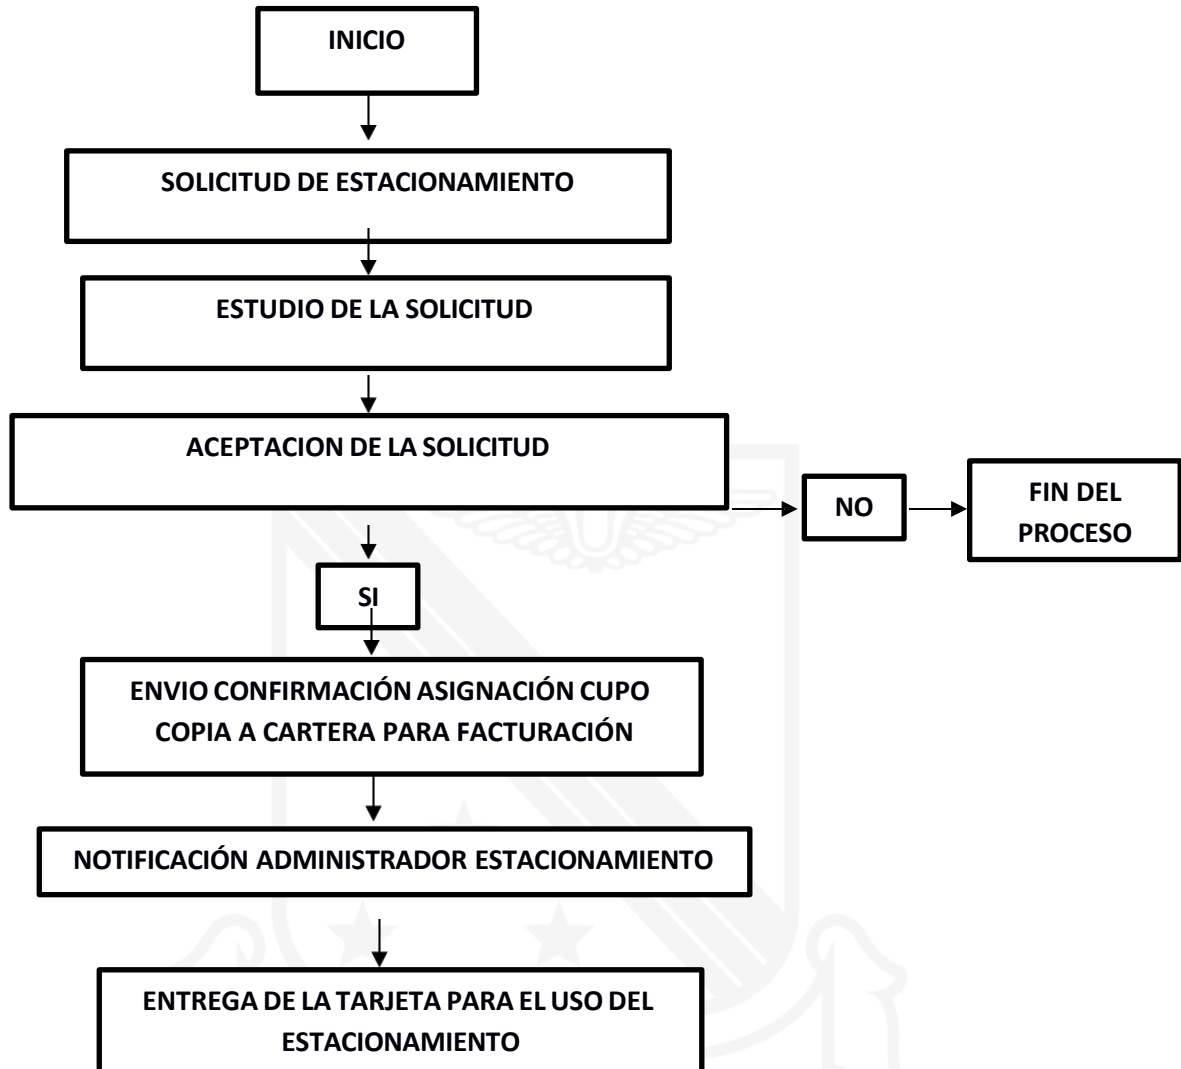 INICIO
SOLICITUD DE ESTACIONAMIENTO
ESTUDIO DE LA SOLICITUD
ACEPTACION DE LA SOLICITUD
NO
FIN DEL
PROCESO
SI
ENVIO CONFIRMACIÓN ASIGNACIÓN CUPO
COPIA A CARTERA PARA FACTURACIÓN
NOTIFICACIÓN ADMINISTRADOR ESTACIONAMIENTO
ENTREGA DE LA TARJETA PARA EL USO DEL
ESTACIONAMIENTO